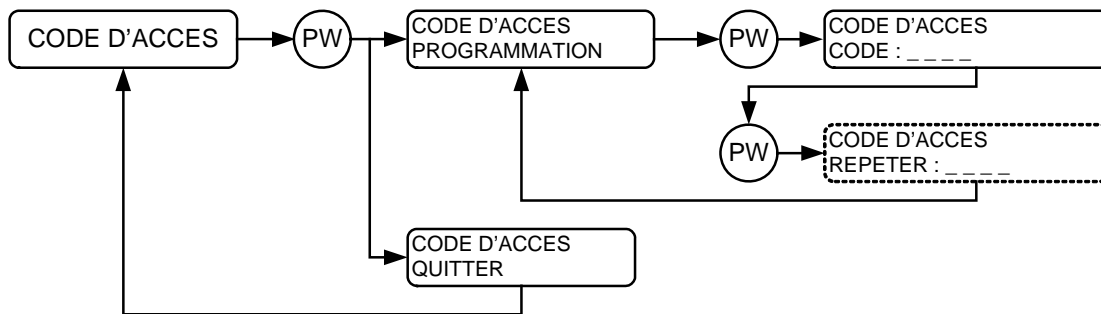 CODE D'ACCES
PW
CODE D'ACCES
PROGRAMMATION
PW
CODE D'ACCES
CODE : _ _ _ _
PW
CODE D'ACCES
REPETER : _ _ _ _
CODE D'ACCES
QUITTER